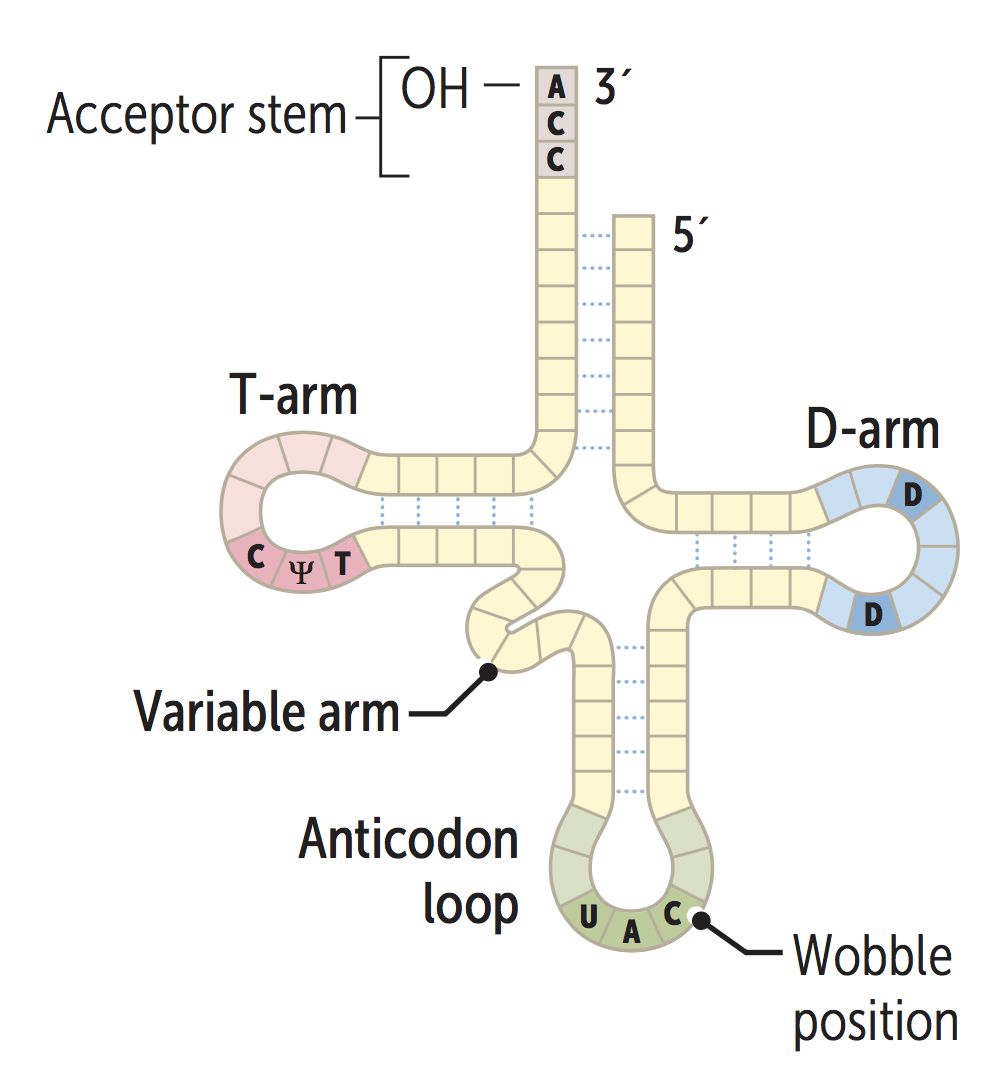 Acceptor stem
OH
A
3´
C
C
5´
T-arm
D-arm
D
C
Ψ
T
D
Variable arm
Anticodon
loop
U
A
C
Wobble
position